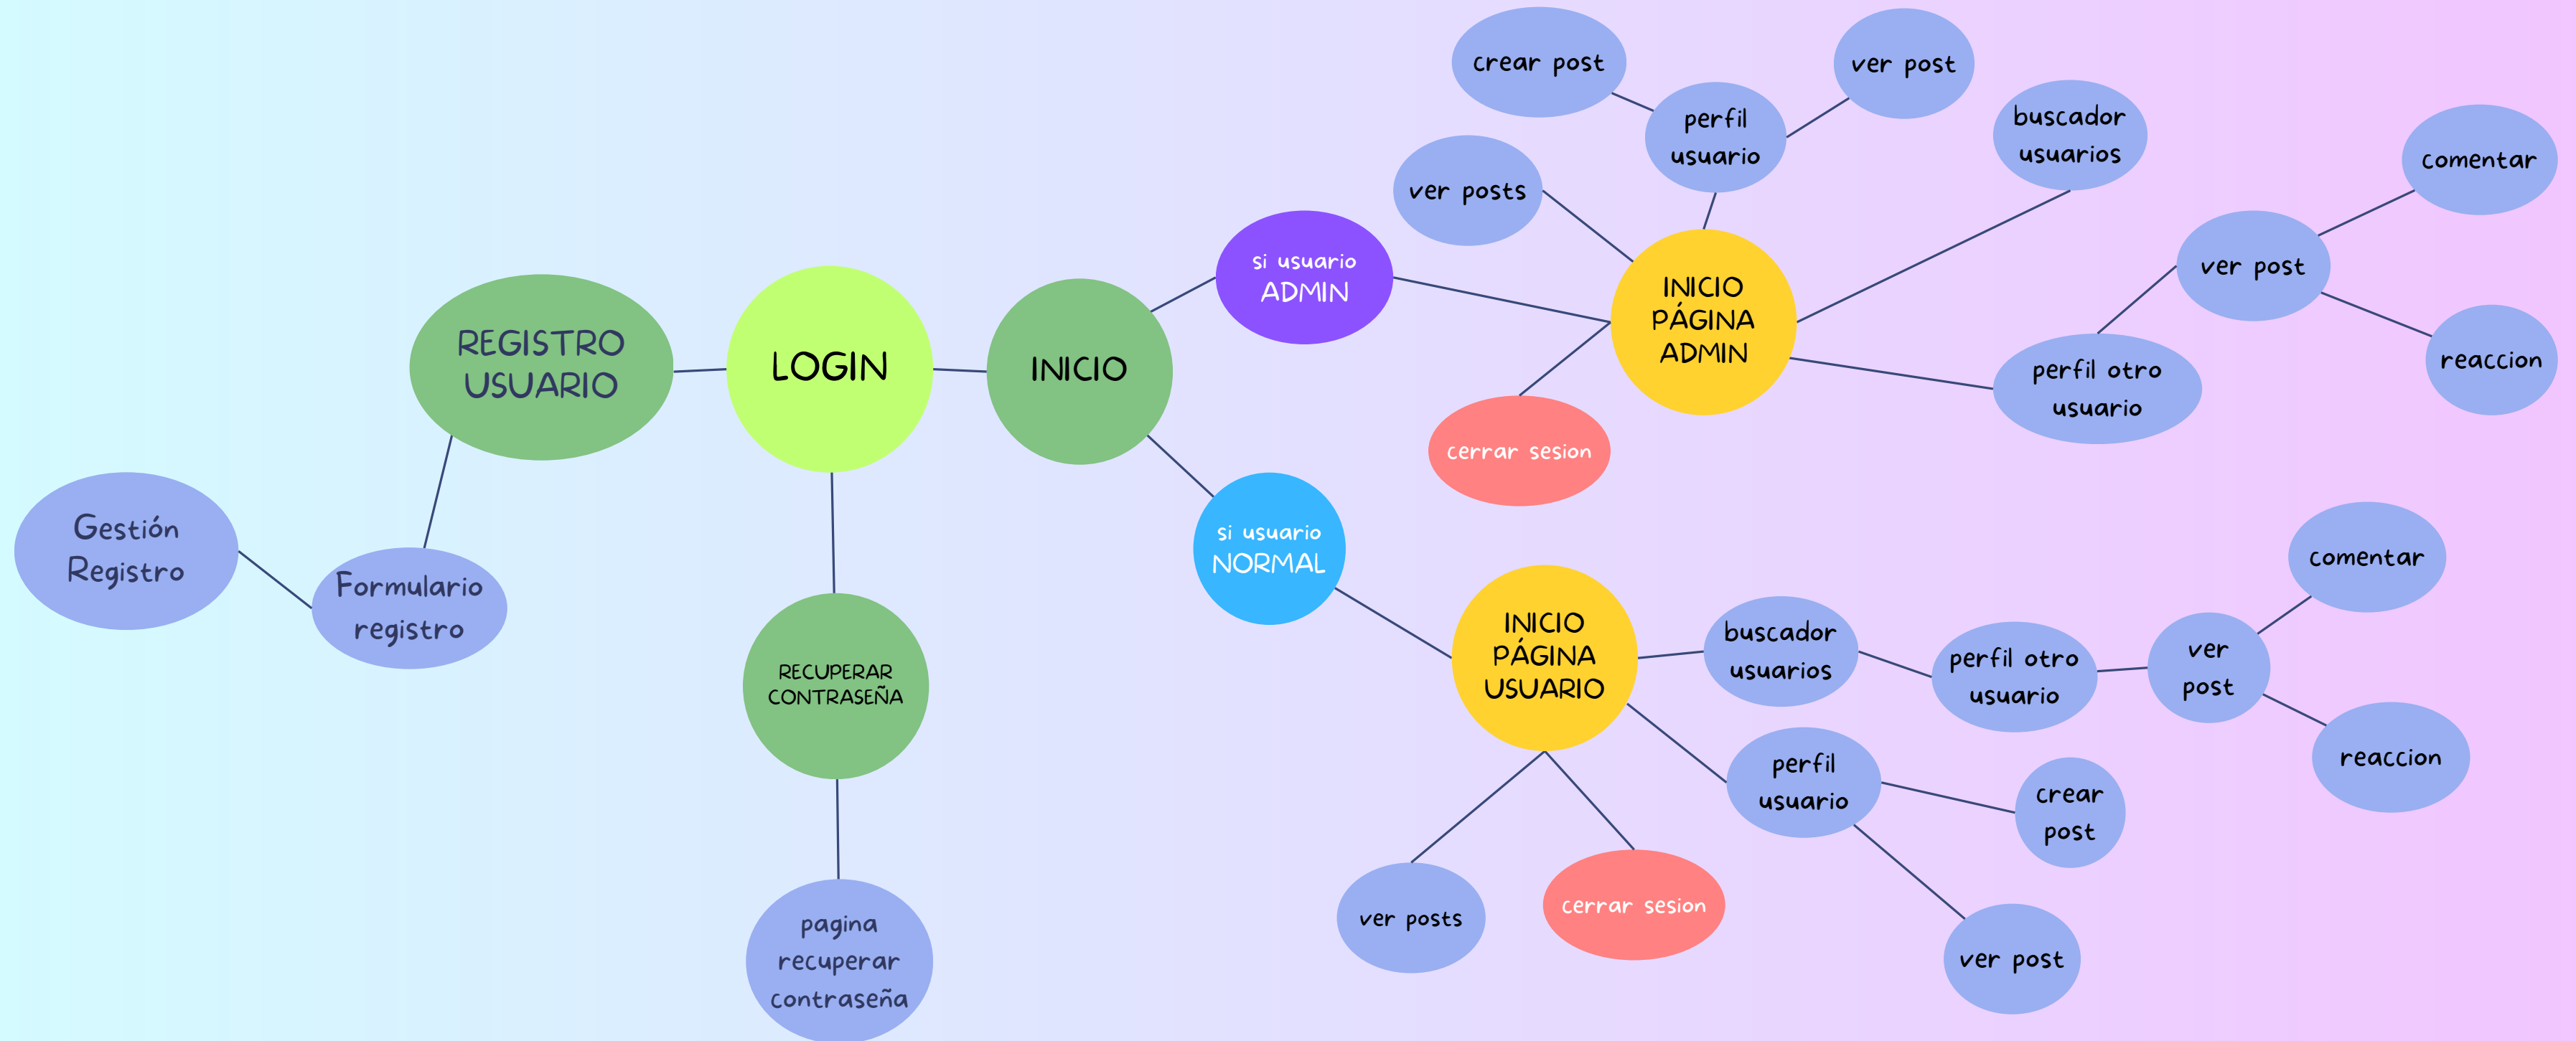 crear post
ver post
perfil
usuario
buscador
usuarios
comentar
ver posts
ver post
si usuario
ADMIN
INICIO
PÁGINA
ADMIN
REGISTRO
USUARIO
LOGIN
INICIO
perfil otro
usuario
reaccion
cerrar sesion
Gestión
Registro
si usuario
NORMAL
Formulario
registro
comentar
INICIO
PÁGINA
USUARIO
buscador
usuarios
perfil otro
usuario
ver
post
RECUPERAR
CONTRASEÑA
perfil
usuario
reaccion
crear
post
pagina
recuperar
contraseña
ver posts
cerrar sesion
ver post